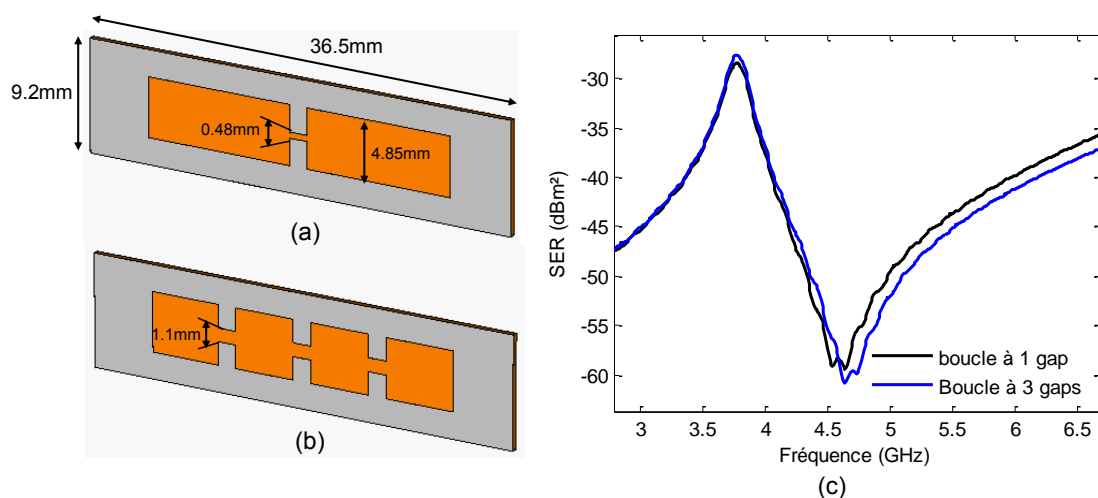 36.5mm
9.2mm
0.48mm
4.85mm
(a)
1.1mm
(b)
SER (dBm²)
-30
-35
-40
-45
-50
-55
-60
boucle à 1 gap
Boucle à 3 gaps
3 3.5 4 4.5 5 5.5 6 6.5
Fréquence (GHz)
(c)